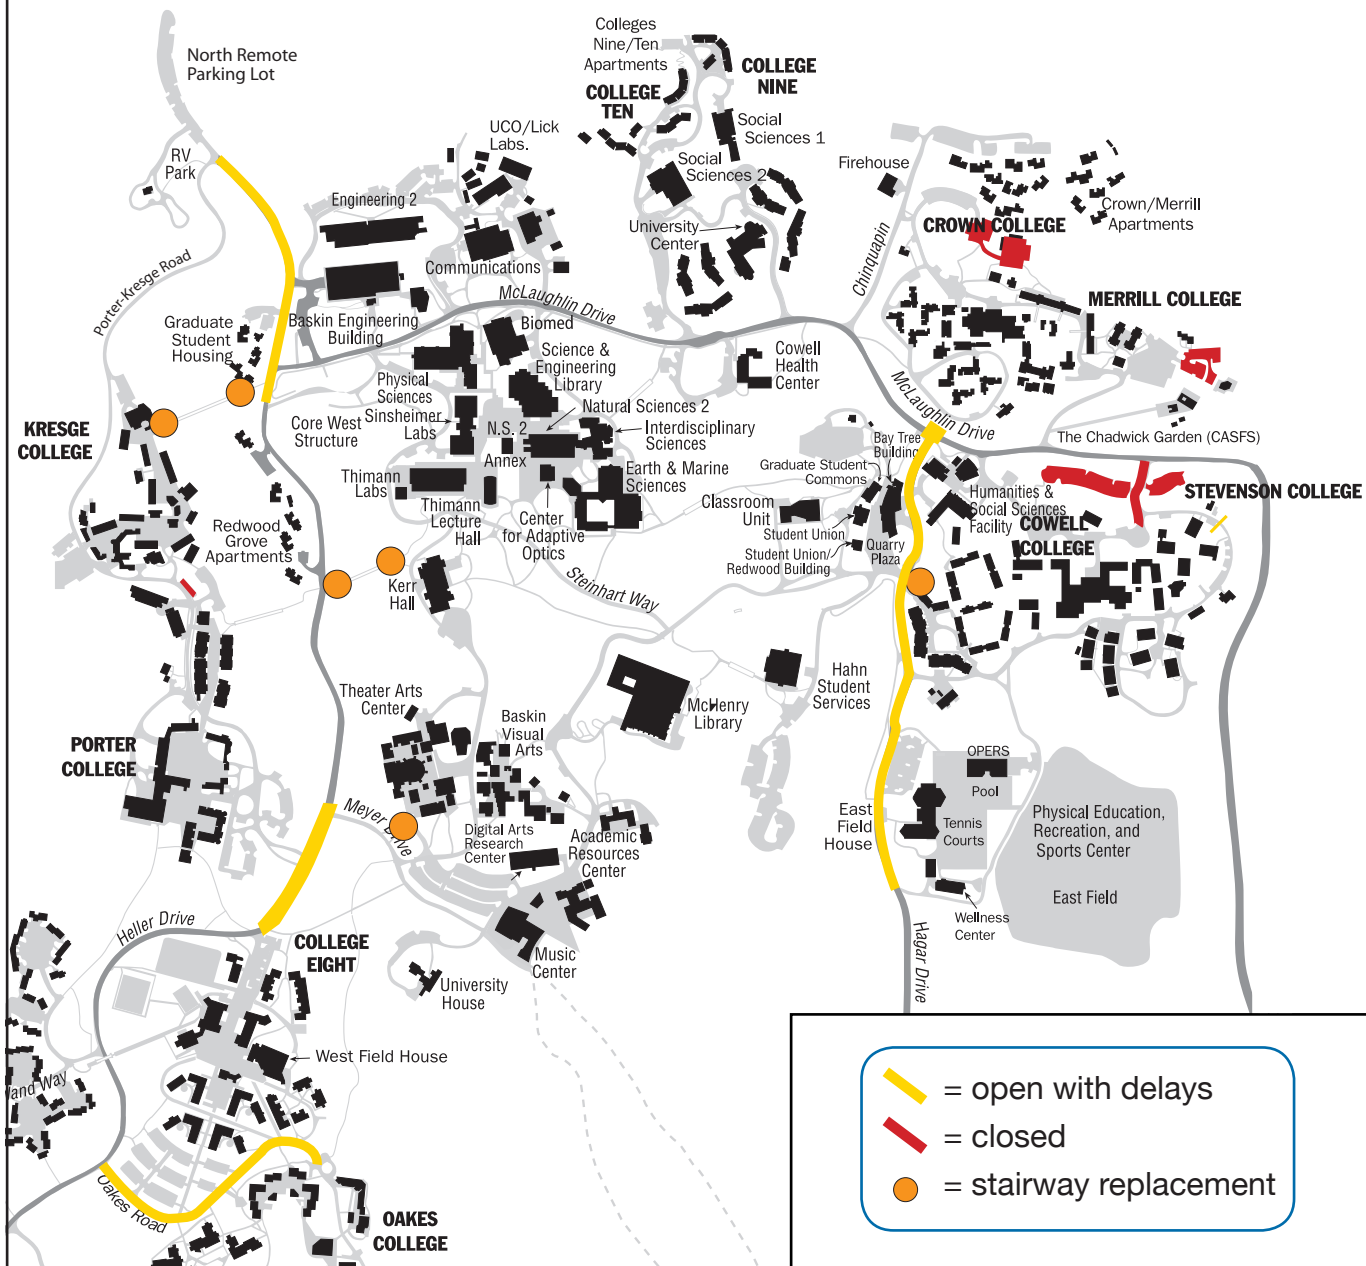 North Remote
Parking Lot
Colleges
Nine/Ten
Apartments
COLLEGE
NINE
COLLEGE
TEN
Social
Sciences 1
Social
Sciences 2
UCO/Lick
Labs.
RV
Park
Firehouse
Engineering 2
Crown/Merrill
Apartments
CROWN COLLEGE
University
Center
Communications
Chinquapin
Porter-Kresge Road
McLaughlin Drive
MERRILL COLLEGE
Graduate
Student
Housing
Baskin Engineering
Building
Biomed
Science &
Engineering
Library
Cowell
Health
Center
Physical
Sciences
Sinsheimer
Labs
McLaughlin Drive
Natural Sciences 2
Core West
Structure
N.S. 2
Annex
Interdisciplinary
Sciences
KRESGE
COLLEGE
Bay Tree
Building
The Chadwick Garden (CASFS)
Graduate Student
Commons
Earth & Marine
Sciences
Thimann
Labs
Thimann
Lecture
Hall
Center
for Adaptive
Optics
Classroom
Unit
Student Union
Student Union/
Redwood Building
Quarry
Plaza
Humanities &
Social Sciences
Facility
STEVENSON COLLEGE
COWELL
COLLEGE
Redwood
Grove
Apartments
Kerr
Hall
Steinhart Way
Hahn
Student
Services
Theater Arts
Center
McHenry
Library
Baskin
Visual
Arts
PORTER
COLLEGE
OPERS
Pool
Meyer Drive
East
Field
House
Tennis
Courts
Physical Education,
Recreation, and
Sports Center
Digital Arts
Research
Center
Academic
Resources
Center
East Field
Wellness
Center
Heller Drive
COLLEGE
EIGHT
Hagar Drive
Music
Center
University
House
West Field House
land Way
Oakes Road
OAKES
COLLEGE
= open with delays
= closed
= stairway replacement